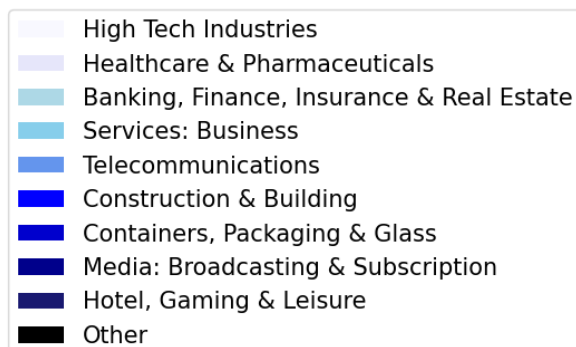 High Tech Industries
Healthcare & Pharmaceuticals
Banking, Finance, Insurance & Real Estate
Services: Business
Telecommunications
Construction & Building
Containers, Packaging & Glass
Media: Broadcasting & Subscription
Hotel, Gaming & Leisure
Other